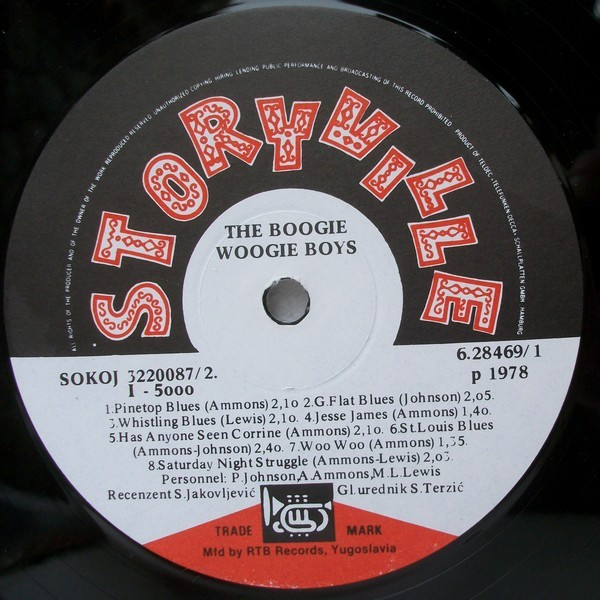 ALL RIGHTS OF THE PRODUCER AND OF THE OWNER OF THE WORK REPRODUCED RESERVED UNAUTHORIZED COPYING HIRING LENDING PUBLIC PERFORMANCE AND BROADCASTING OF THIS RECORD PROHIBITED PRODUCT OF TELDEC »TELEFUNKEN-DECCA« SCHALLPLATTEN GMBH HAMBURG
STORYVILLE
THE BOOGIE
WOOGIE BOYS
6.28469/1
SOKOJ 3220087/2. p 1978
I - 5000
1.Pinetop Blues (Ammons) 2,10 2.G.Flat Blues (Johnson) 2,05.
3.Whistling Blues (Lewis) 2,10. 4.Jesse James (Ammons) 1,40.
5.Has Anyone Seen Corrine (Ammons) 2,10. 6.St.Louis Blues
(Ammons-Johnson) 2,40. 7.Woo Woo (Ammons) 1,35.
8.Saturday Night Struggle (Ammons-Lewis) 2,03.
Personnel: P.Johnson,A.Ammons,M.L.Lewis
Recenzent S.Jakovljević Gl.urednik S.Terzić
TRADE MARK
Mfd by RTB Records, Yugoslavia